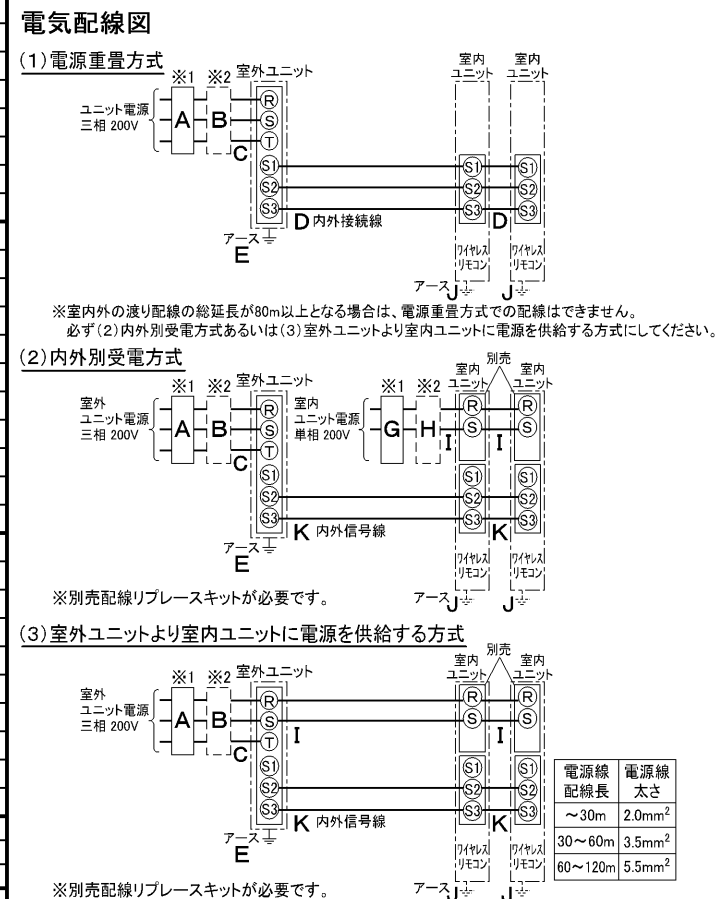 電気配線図
(1)電源重畳方式
※1 ※2 室外ユニット
室内
ユニット
室内
ユニット
ユニット電源
三相 200V
A B C
R
S
T
S1
S2
S3
S1
S2
S3
S1
S2
S3
D 内外接続線
D
アース
E
ワイヤレス
リモコン
ワイヤレス
リモコン
アース J J
※室内外の渡り配線の総延長が80m以上となる場合は、電源重畳方式での配線はできません。
必ず(2)内外別受電方式あるいは(3)室外ユニットより室内ユニットに電源を供給する方式にしてください。
(2)内外別受電方式
※1 ※2 室外ユニット
室外
ユニット電源
三相 200V
A B C
R
S
T
S1
S2
S3
※1 ※2
室内
ユニット電源
単相 200V
G H I I
別売
室内
ユニット
室内
ユニット
R
S
S1
S2
S3
R
S
S1
S2
S3
K 内外信号線
K
アース
E
ワイヤレス
リモコン
ワイヤレス
リモコン
アース J J
※別売配線リプレースキットが必要です。
(3)室外ユニットより室内ユニットに電源を供給する方式
※1 ※2 室外ユニット
室外
ユニット電源
三相 200V
A B C
R
S
T
S1
S2
S3
I I
別売
室内
ユニット
室内
ユニット
R
S
S1
S2
S3
R
S
S1
S2
S3
K 内外信号線
K
アース
E
ワイヤレス
リモコン
ワイヤレス
リモコン
アース J J
※別売配線リプレースキットが必要です。
電源線
配線長
電源線
太さ
～30m 2.0mm²
30～60m 3.5mm²
60～120m 5.5mm²